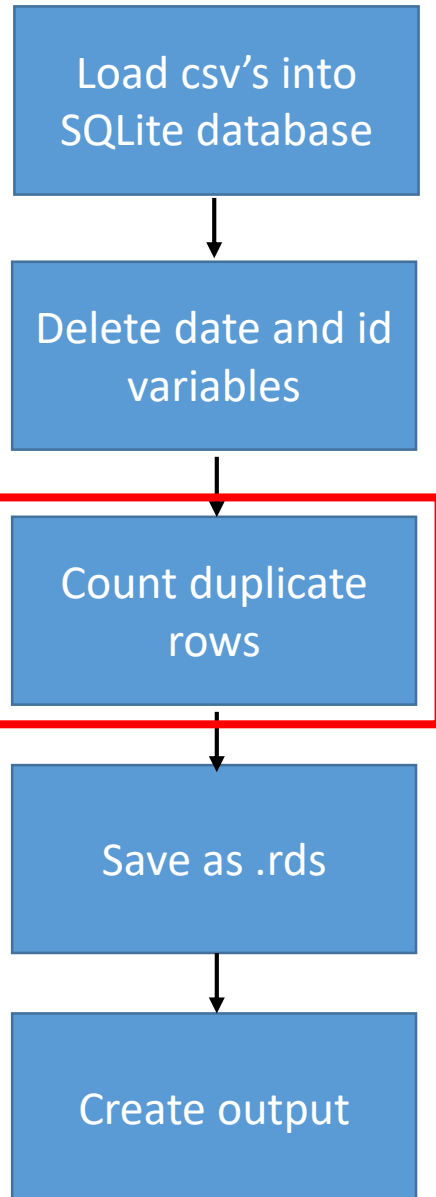 Load csv’s into
SQLite database
Delete date and id
variables
Count duplicate
rows
Save as .rds
Create output